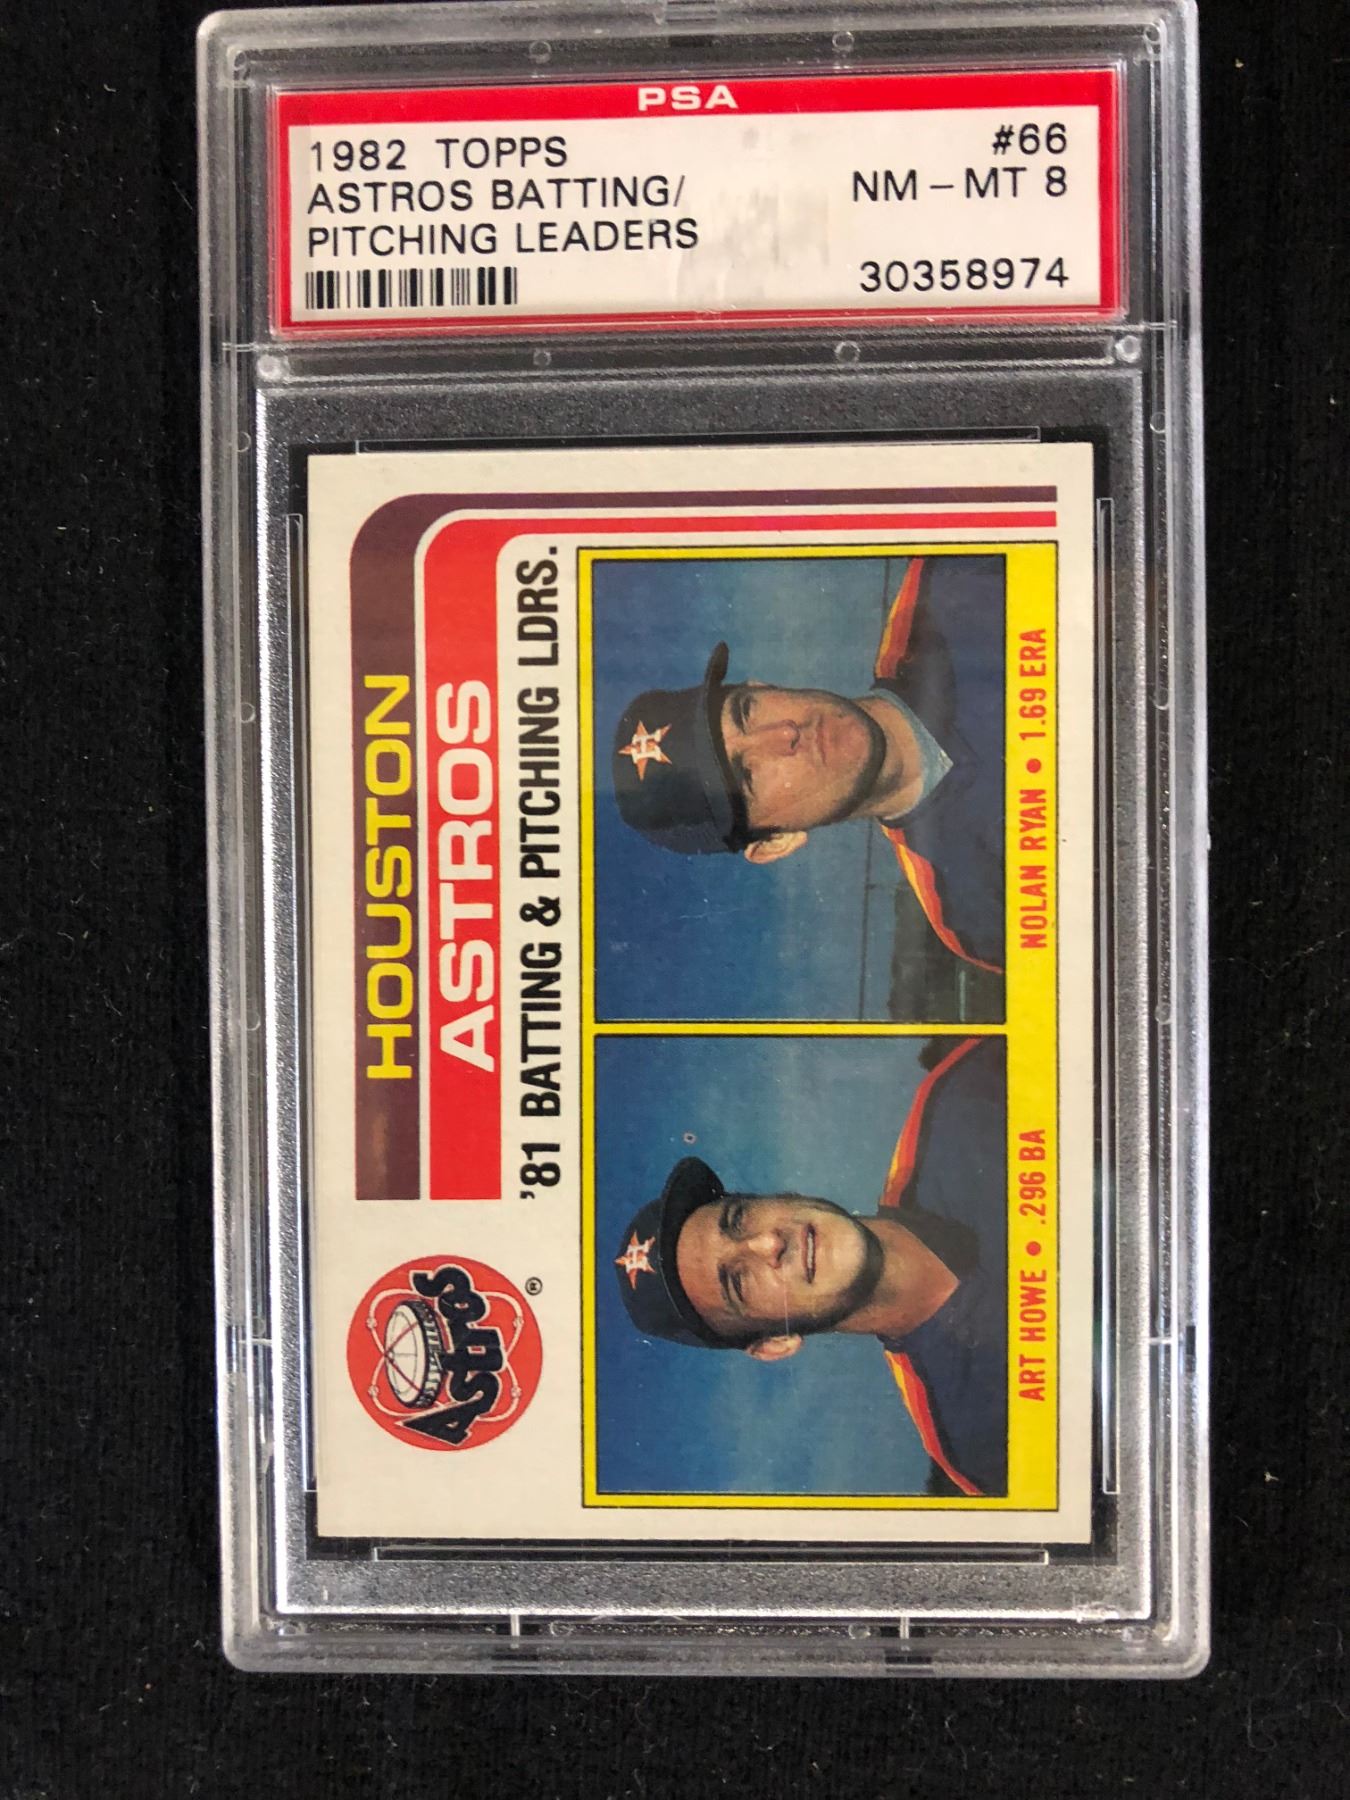 PSA
1982 TOPPS #66
ASTROS BATTING/ NM - MT 8
PITCHING LEADERS
30358974
HOUSTON
ASTROS
'81 BATTING & PITCHING LDRS.
Astros ®
H
H
ART HOWE • .296 BA
NOLAN RYAN • 1.69 ERA